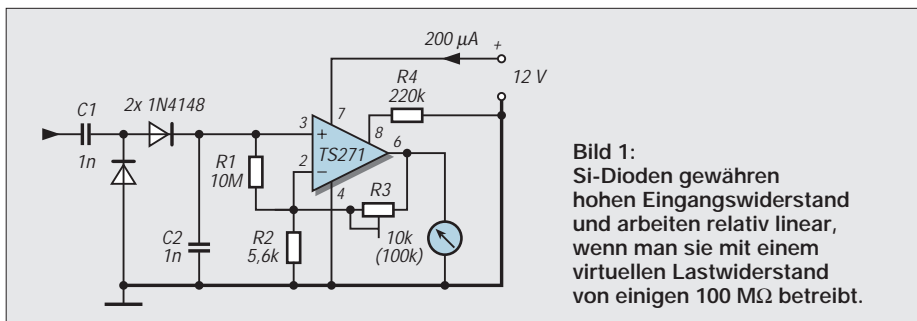 200 µA
+
12 V
R4
220k
C1
2x 1N4148
1n
3
7
8
6
+
TS271
2
−
4
R1
10M
R3
10k
(100k)
C2
1n
R2
5,6k
Bild 1:
Si-Dioden gewähren
hohen Eingangswiderstand
und arbeiten relativ linear,
wenn man sie mit einem
virtuellen Lastwiderstand
von einigen 100 MΩ betreibt.